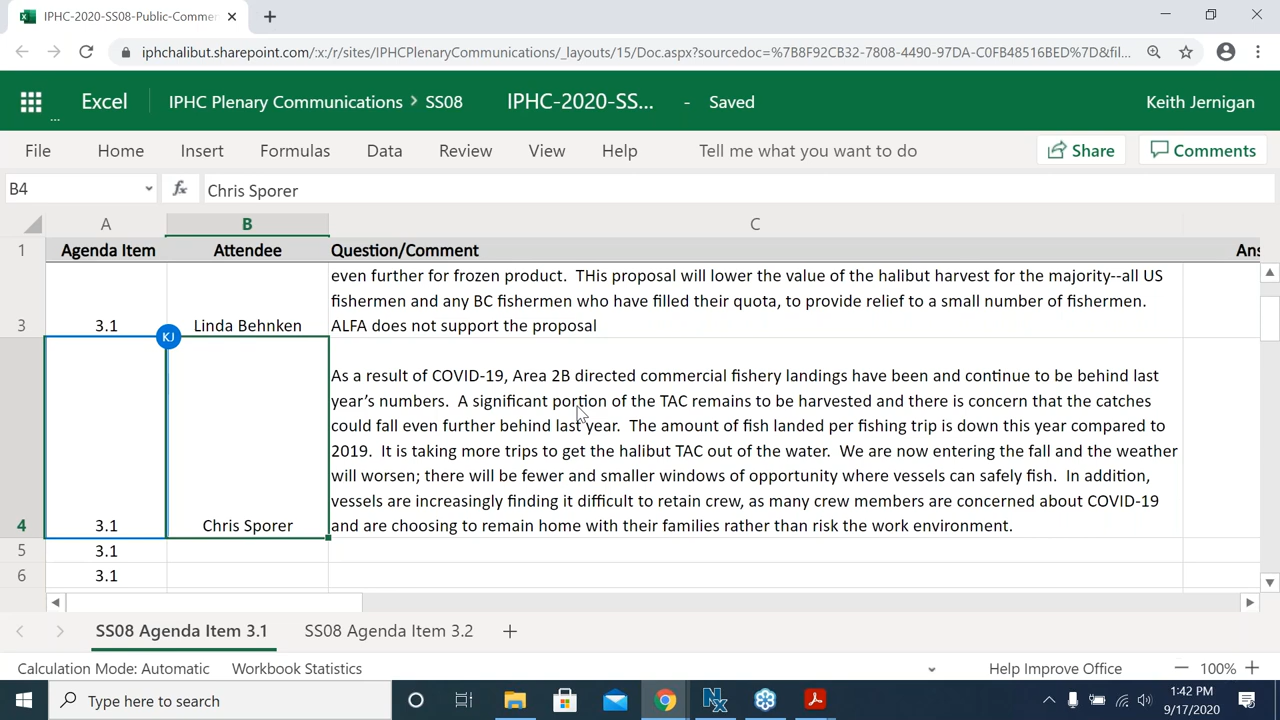 IPHC-2020-SS08-Public-Commen
iphchalibut.sharepoint.com/:x:/r/sites/IPHCPlenaryCommunications/_layouts/15/Doc.aspx?sourcedoc=%7B8F92CB32-7808-4490-97DA-C0FB48516BED%7D&fil...
Excel IPHC Plenary Communications > SS08 IPHC-2020-SS... - Saved Keith Jernigan
File Home Insert Formulas Data Review View Help Tell me what you want to do Share Comments
B4 fx Chris Sporer
A B C
1 Agenda Item Attendee Question/Comment Ans
even further for frozen product. THis proposal will lower the value of the halibut harvest for the majority--all US
fishermen and any BC fishermen who have filled their quota, to provide relief to a small number of fishermen.
3 3.1 Linda Behnken ALFA does not support the proposal
KJ
As a result of COVID-19, Area 2B directed commercial fishery landings have been and continue to be behind last
year's numbers. A significant portion of the TAC remains to be harvested and there is concern that the catches
could fall even further behind last year. The amount of fish landed per fishing trip is down this year compared to
2019. It is taking more trips to get the halibut TAC out of the water. We are now entering the fall and the weather
will worsen; there will be fewer and smaller windows of opportunity where vessels can safely fish. In addition,
vessels are increasingly finding it difficult to retain crew, as many crew members are concerned about COVID-19
4 3.1 Chris Sporer and are choosing to remain home with their families rather than risk the work environment.
5 3.1
6 3.1
SS08 Agenda Item 3.1 SS08 Agenda Item 3.2
Calculation Mode: Automatic Workbook Statistics Help Improve Office 100%
Type here to search 1:42 PM
9/17/2020